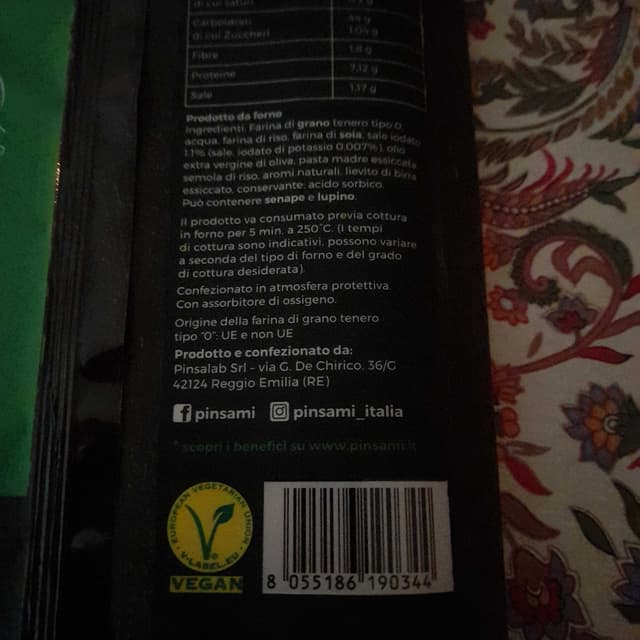 di cui saturi
Carboidrati
di cui Zuccheri
Fibre 1.8 g
Proteine 7.12 g
Sale 1.17 g
Prodotto da forno
Ingredienti: Farina di grano tenero tipo 0,
acqua, farina di riso, farina di soia, sale iodato
1.1% (sale, iodato di potassio 0.007%), olio
extra vergine di oliva, pasta madre essiccata,
semola di riso, aromi naturali, lievito di birra
essiccato, conservante: acido sorbico.
Può contenere senape e lupino.
Il prodotto va consumato previa cottura
in forno per 5 min. a 250°C. (I tempi
di cottura sono indicativi, possono variare
a seconda del tipo di forno e del grado
di cottura desiderata)
Confezionato in atmosfera protettiva.
Con assorbitore di ossigeno.
Origine della farina di grano tenero
tipo "0": UE e non UE
Prodotto e confezionato da:
Pinsalab Srl - via G. De Chirico, 36/G
42124 Reggio Emilia (RE)
pinsami pinsami_italia
*scopri i benefici su www.pinsami.it
EUROPEAN VEGETARIAN UNION
V-LABEL.EU
VEGAN
8 055186 190344